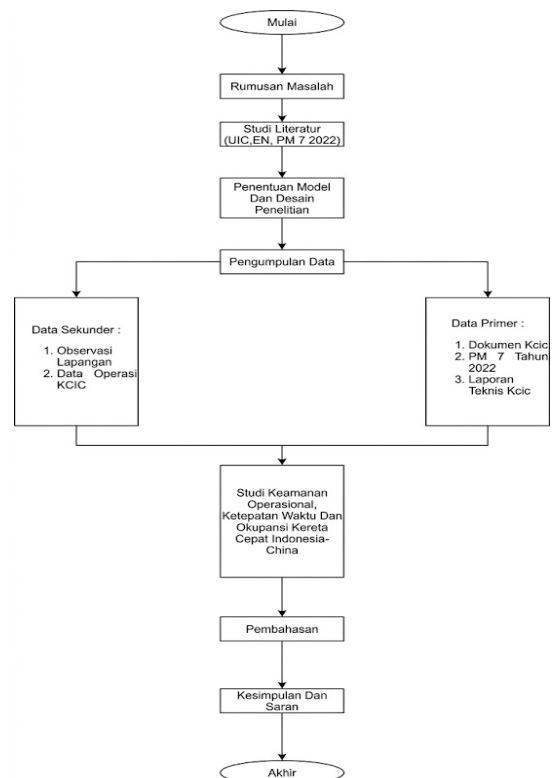 Mulai
Rumusan Masalah
Studi Literatur
(UIC,EN, PM 7 2022)
Penentuan Model
Dan Desain
Penelitian
Pengumpulan Data
Data Sekunder :
1. Observasi
Lapangan
2. Data Operasi
KCIC
Data Primer :
1. Dokumen Kcic
2. PM 7 Tahun
2022
3. Laporan
Teknis Kcic
Studi Keamanan
Operasional,
Ketepatan Waktu Dan
Okupansi Kereta
Cepat Indonesia-
China
Pembahasan
Kesimpulan Dan
Saran
Akhir